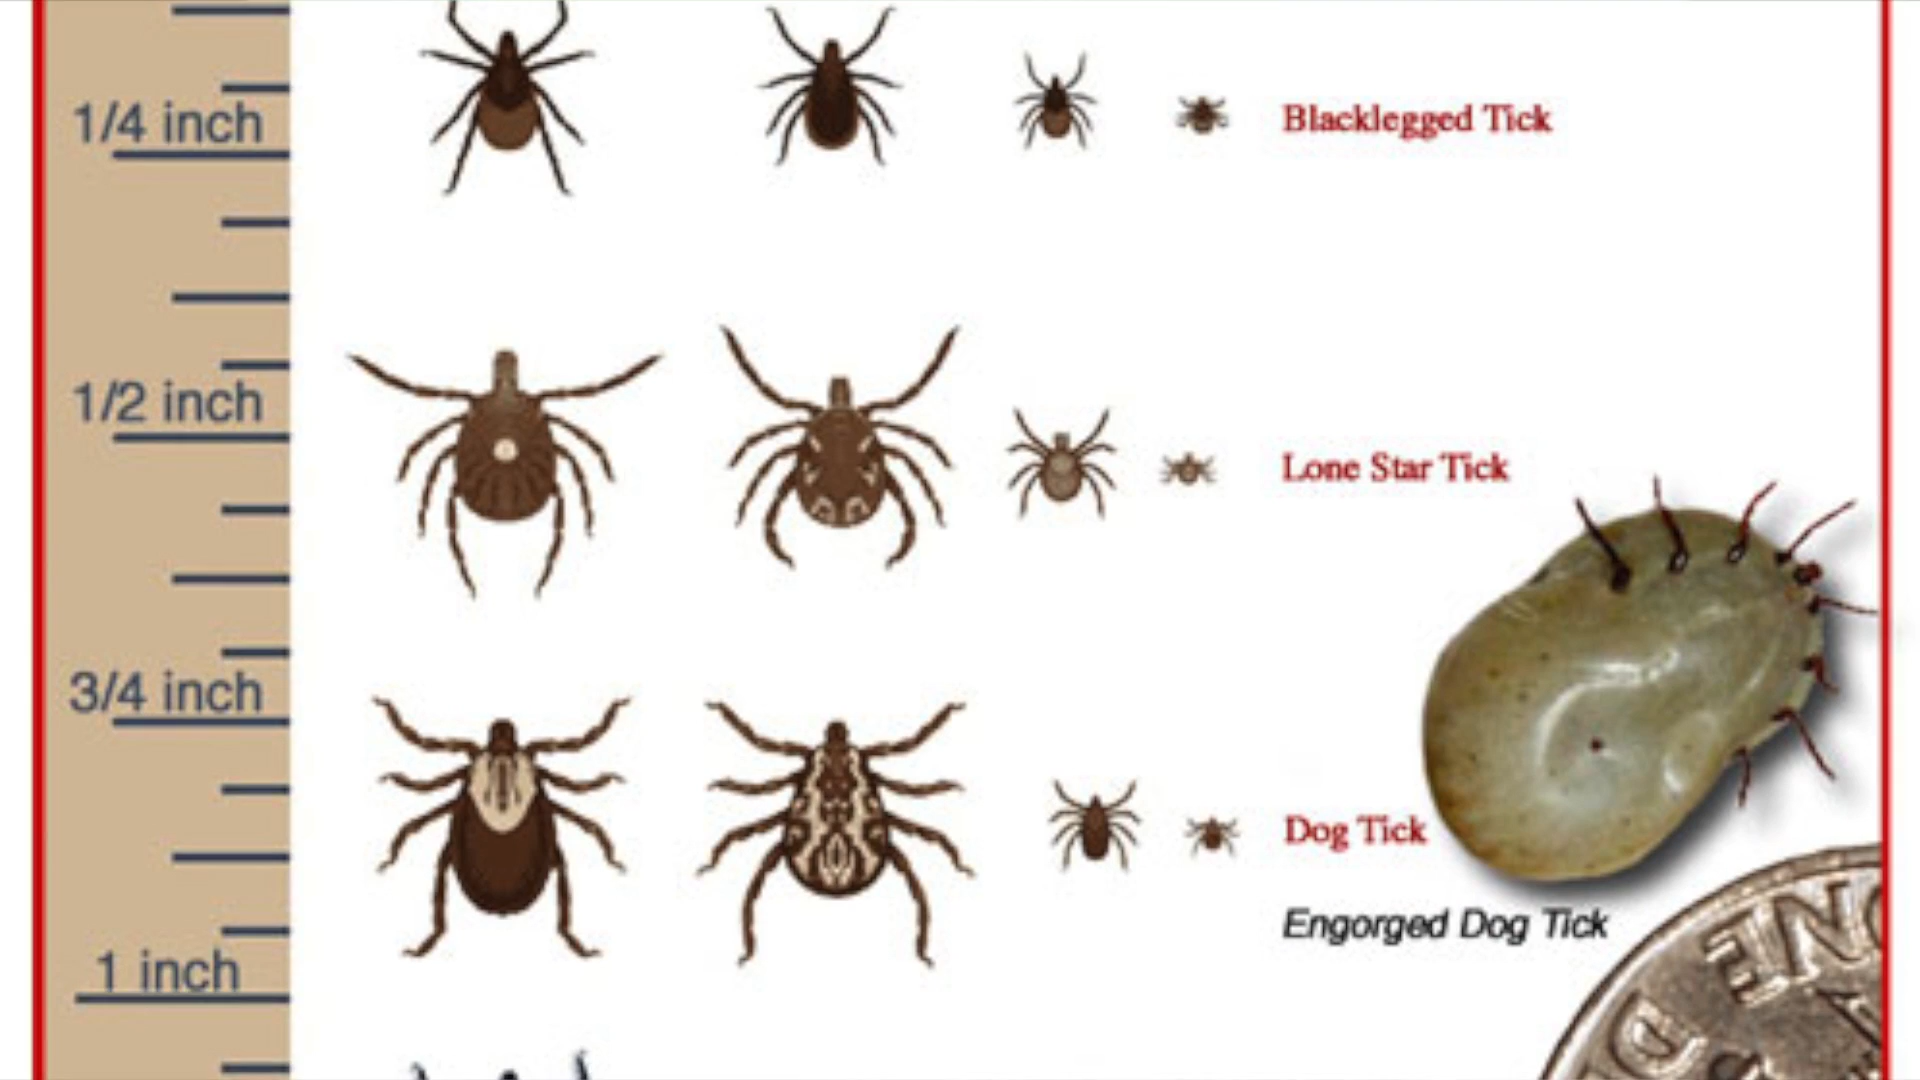 1/4 inch
Blacklegged Tick
1/2 inch
Lone Star Tick
3/4 inch
Dog Tick
Engorged Dog Tick
1 inch